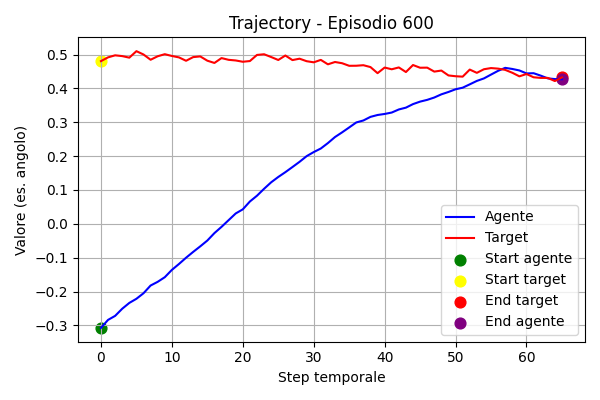 Trajectory - Episodio 600
Valore (es. angolo)
0.5
0.4
0.3
0.2
0.1
0.0
−0.1
−0.2
−0.3
Agente
Target
Start agente
Start target
End target
End agente
0 10 20 30 40 50 60
Step temporale